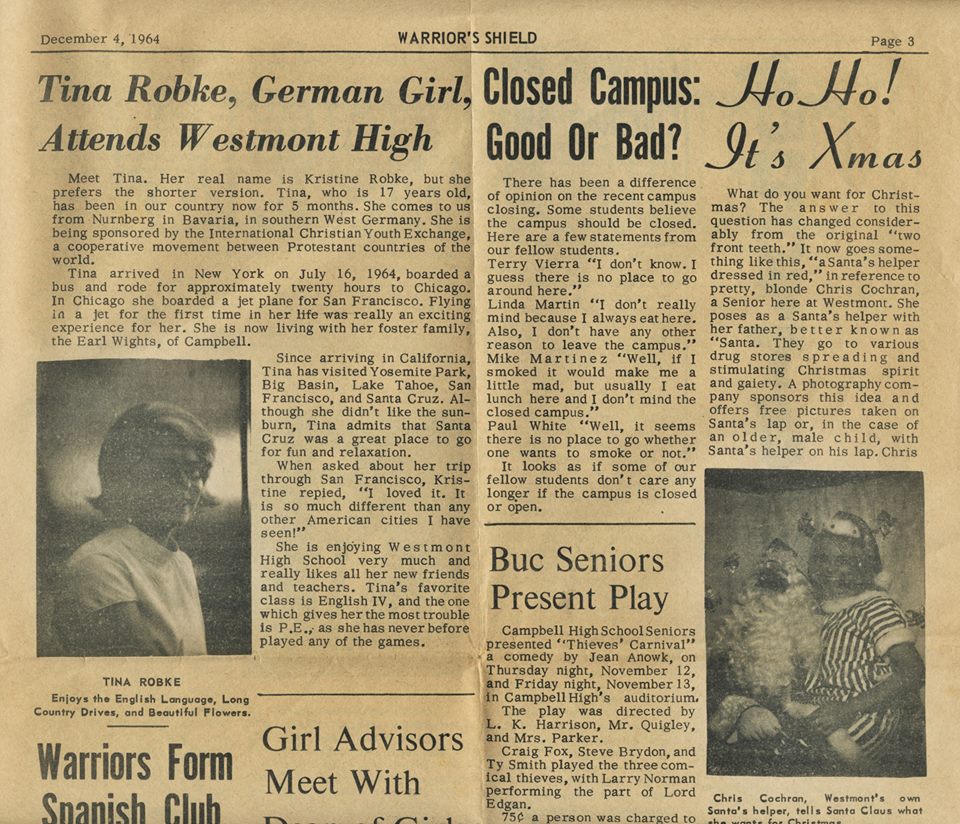 December 4, 1964
WARRIOR'S SHIELD
Page 3
Tina Robke, German Girl,
Attends Westmont High
Meet Tina. Her real name is Kristine Robke, but she
prefers the shorter version. Tina, who is 17 years old,
has been in our country now for 5 months. She comes to us
from Nurnberg in Bavaria, in southern West Germany. She is
being sponsored by the International Christian Youth Exchange,
a cooperative movement between Protestant countries of the
world.
Tina arrived in New York on July 16, 1964, boarded a
bus and rode for approximately twenty hours to Chicago.
In Chicago she boarded a jet plane for San Francisco. Flying
in a jet for the first time in her life was really an exciting
experience for her. She is now living with her foster family,
the Earl Wights, of Campbell.
Since arriving in California,
Tina has visited Yosemite Park,
Big Basin, Lake Tahoe, San
Francisco, and Santa Cruz. Al-
though she didn't like the sun-
burn, Tina admits that Santa
Cruz was a great place to go
for fun and relaxation.
When asked about her trip
through San Francisco, Kris-
tine repied, "I loved it. It
is so much different than any
other American cities I have
seen!"
She is enjoying Westmont
High School very much and
really likes all her new friends
and teachers. Tina's favorite
class is English IV, and the one
which gives her the most trouble
is P.E., as she has never before
played any of the games.
TINA ROBKE
Enjoys the English Language, Long
Country Drives, and Beautiful Flowers.
Warriors Form
Spanish Club
Girl Advisors
Meet With
Closed Campus:
Good Or Bad?
There has been a difference
of opinion on the recent campus
closing. Some students believe
the campus should be closed.
Here are a few statements from
our fellow students.
Terry Vierra "I don't know. I
guess there is no place to go
around here."
Linda Martin "I don't really
mind because I always eat here.
Also, I don't have any other
reason to leave the campus."
Mike Martinez "Well, if I
smoked it would make me a
little mad, but usually I eat
lunch here and I don't mind the
closed campus."
Paul White "Well, it seems
there is no place to go whether
one wants to smoke or not."
It looks as if some of our
fellow students don't care any
longer if the campus is closed
or open.
Buc Seniors
Present Play
Campbell High School Seniors
presented "Thieves' Carnival"
a comedy by Jean Anowk, on
Thursday night, November 12,
and Friday night, November 13,
in Campbell High's auditorium.
The play was directed by
L. K. Harrison, Mr. Quigley,
and Mrs. Parker.
Craig Fox, Steve Brydon, and
Ty Smith played the three com-
ical thieves, with Larry Norman
performing the part of Lord
Edgan.
75¢ a person was charged to
Ho Ho!
It's Xmas
What do you want for Christ-
mas? The answer to this
question has changed consider-
ably from the original "two
front teeth." It now goes some-
thing like this, "a Santa's helper
dressed in red," in reference to
pretty, blonde Chris Cochran,
a Senior here at Westmont. She
poses as a Santa's helper with
her father, better known as
"Santa. They go to various
drug stores spreading and
stimulating Christmas spirit
and gaiety. A photography com-
pany sponsors this idea and
offers free pictures taken on
Santa's lap or, in the case of
an older, male child, with
Santa's helper on his lap. Chris
Chris Cochran, Westmont's own
Santa's helper, tells Santa Claus what
she wants for Christmas.